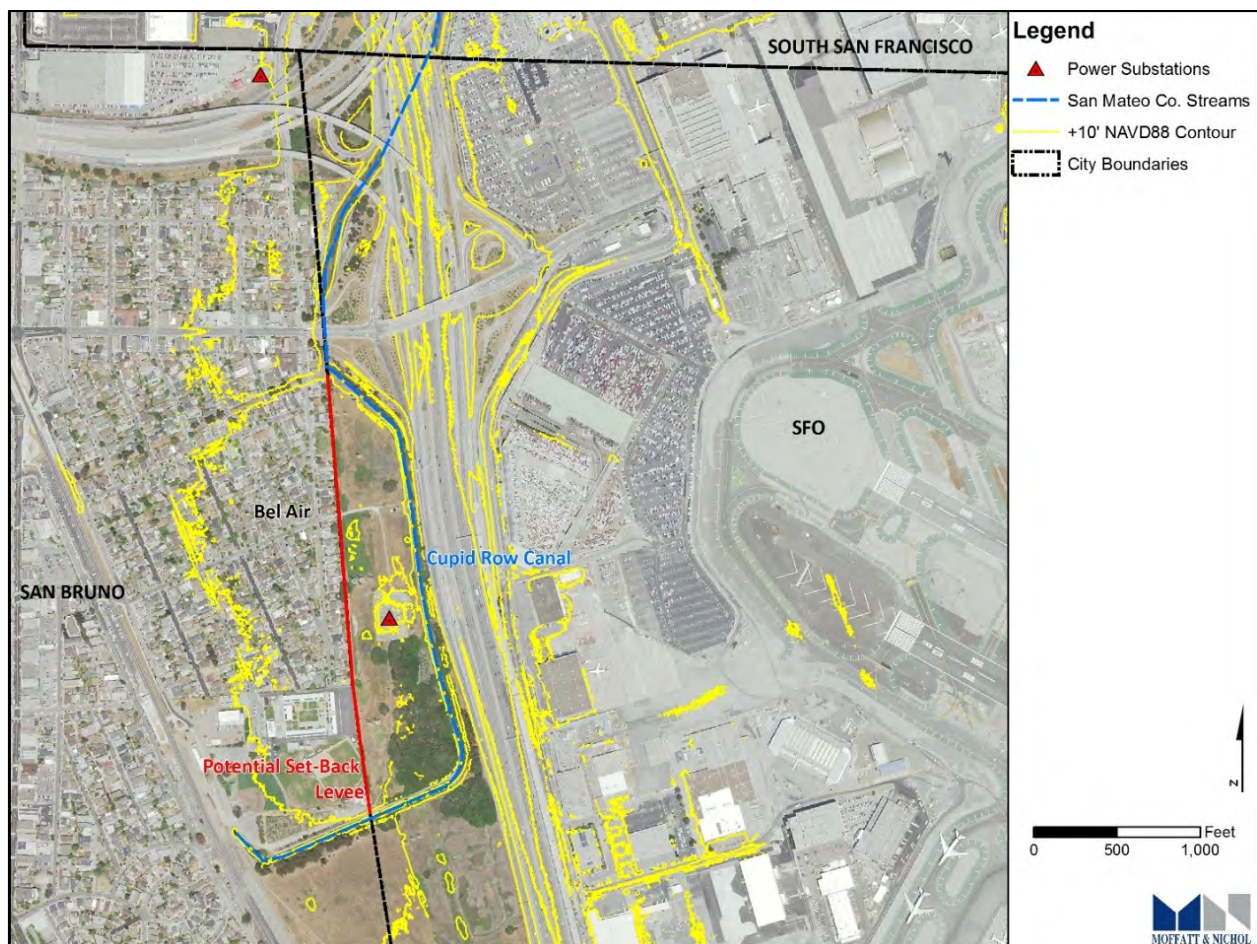 SOUTH SAN FRANCISCO
SFO
Bel Air
Cupid Row Canal
SAN BRUNO
Potential Set-Back
Levee
Legend
Power Substations
San Mateo Co. Streams
+10' NAVD88 Contour
City Boundaries
N
Feet
0 500 1,000
MOFFATT & NICHOL